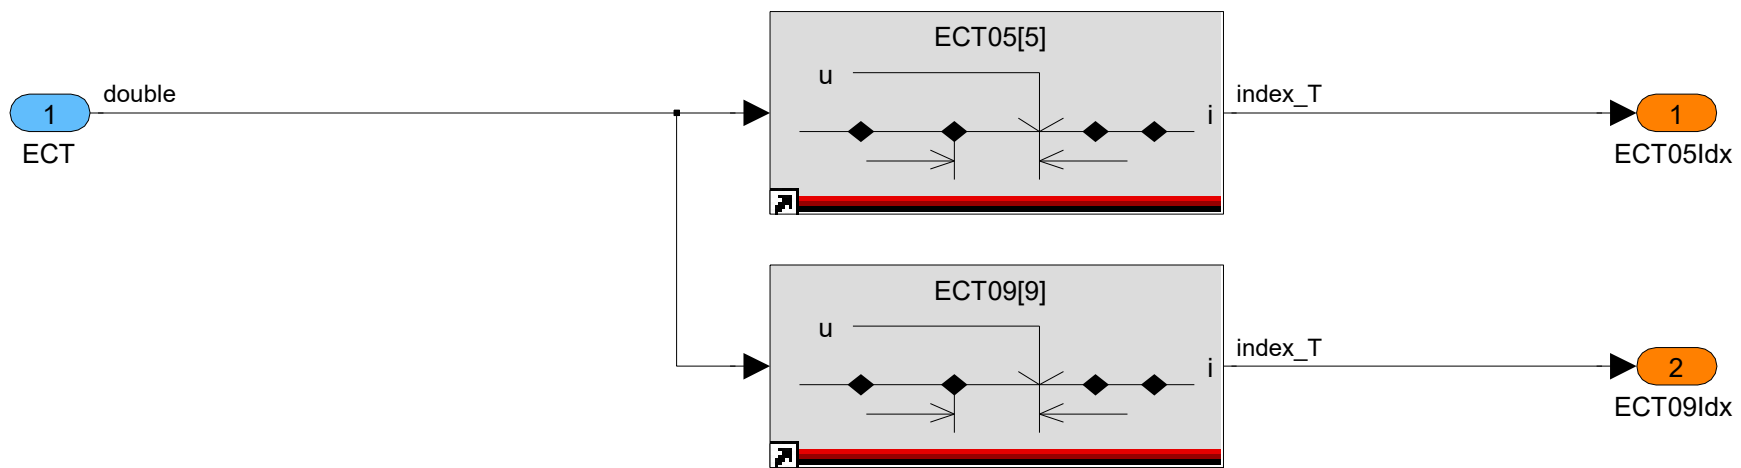 ECT05[5]
u
double
index_T
1
i
1
ECT
ECT05Idx
ECT09[9]
u
index_T
i
2
ECT09Idx